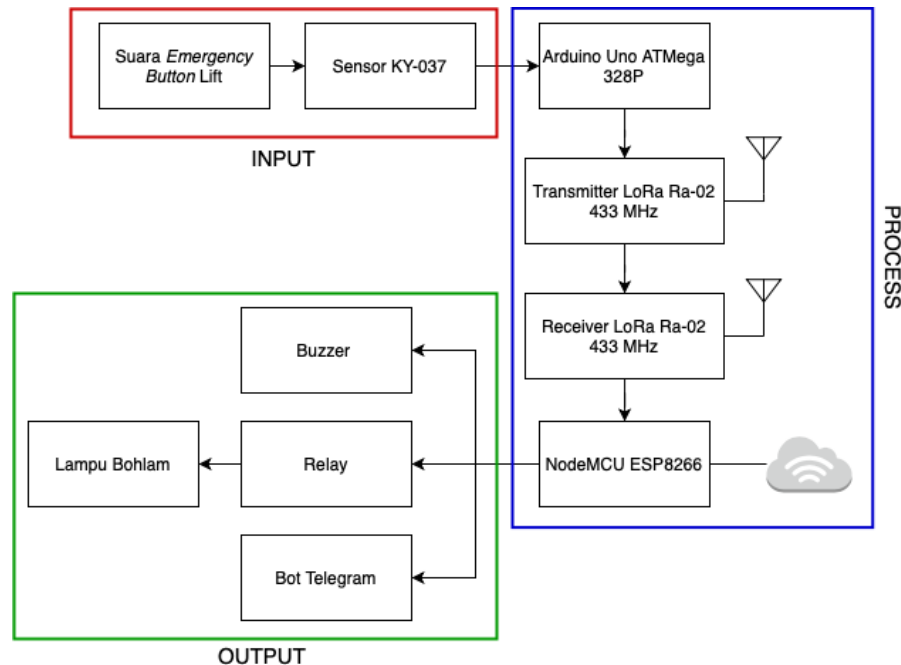 Suara Emergency
Button Lift
Sensor KY-037
INPUT
Arduino Uno ATMega
328P
Transmitter LoRa Ra-02
433 MHz
Receiver LoRa Ra-02
433 MHz
NodeMCU ESP8266
PROCESS
Buzzer
Relay
Lampu Bohlam
Bot Telegram
OUTPUT